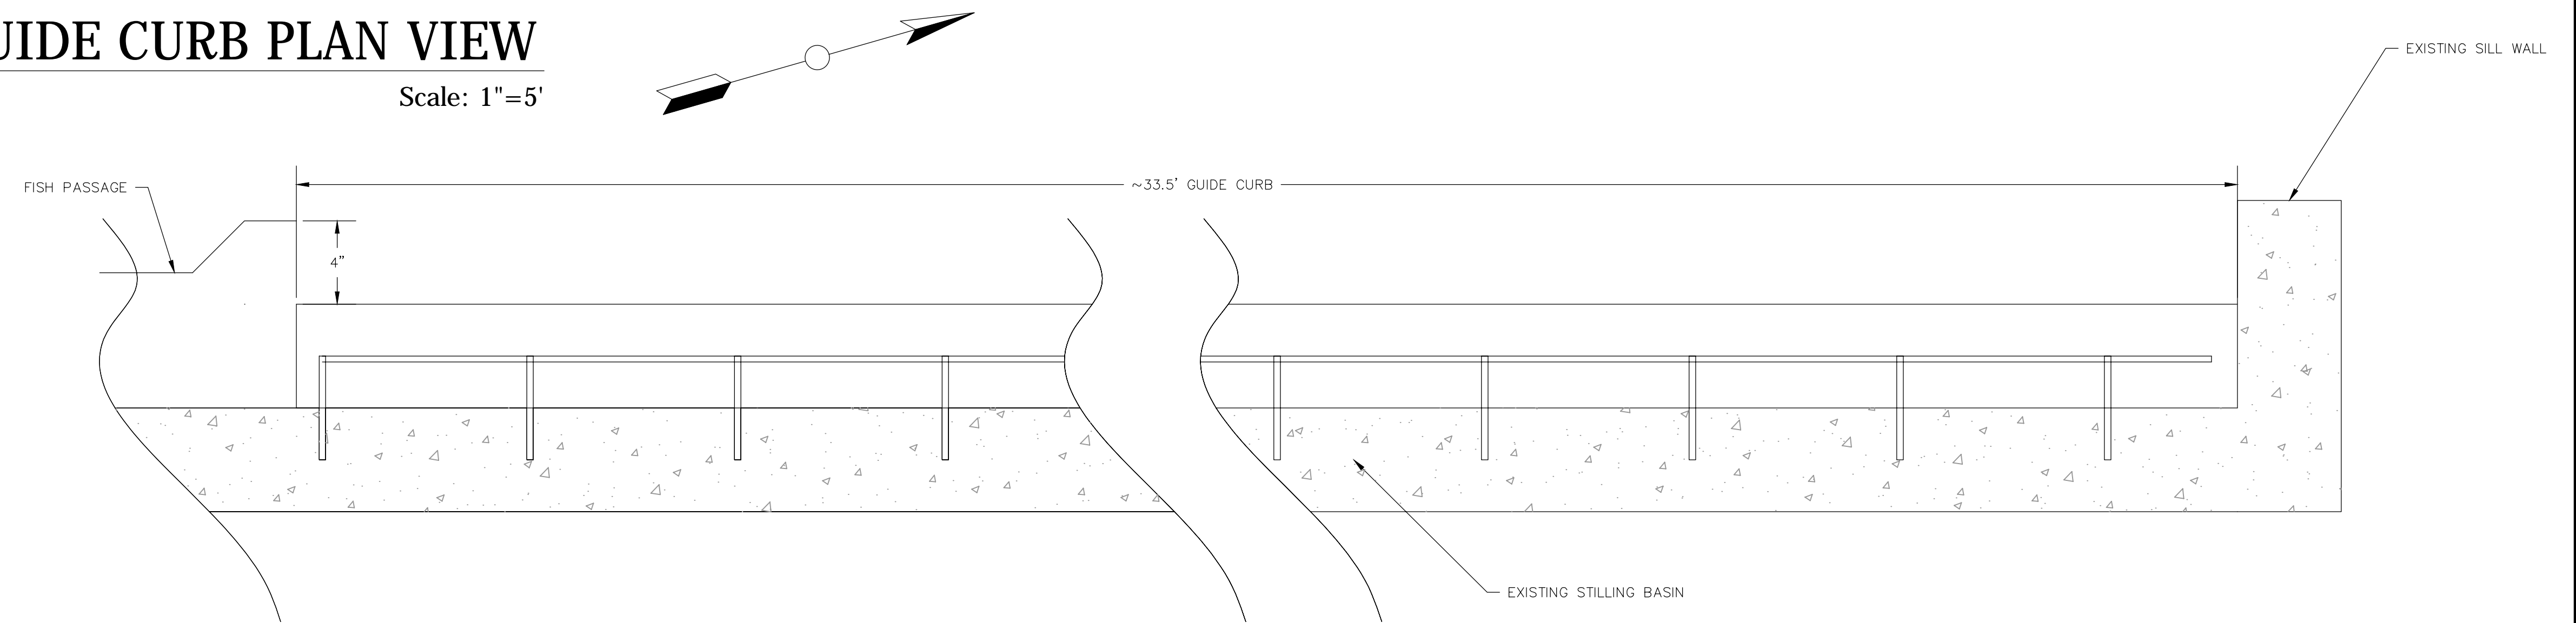 UIDE CURB PLAN VIEW
Scale: 1"=5'
EXISTING SILL WALL
FISH PASSAGE
~33.5' GUIDE CURB
4"
EXISTING STILLING BASIN